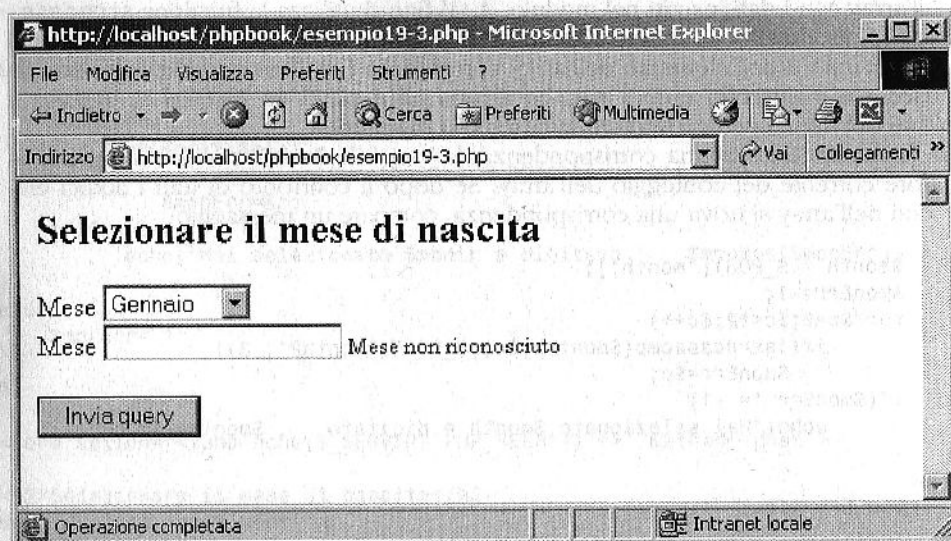 http://localhost/phpbook/esempio19-3.php - Microsoft Internet Explorer
File Modifica Visualizza Preferiti Strumenti ?
Indietro Cerca Preferiti Multimedia
Indirizzo http://localhost/phpbook/esempio19-3.php Vai Collegamenti »
Selezionare il mese di nascita
Mese Gennaio
Mese Mese non riconosciuto
Invia query
Operazione completata Intranet locale